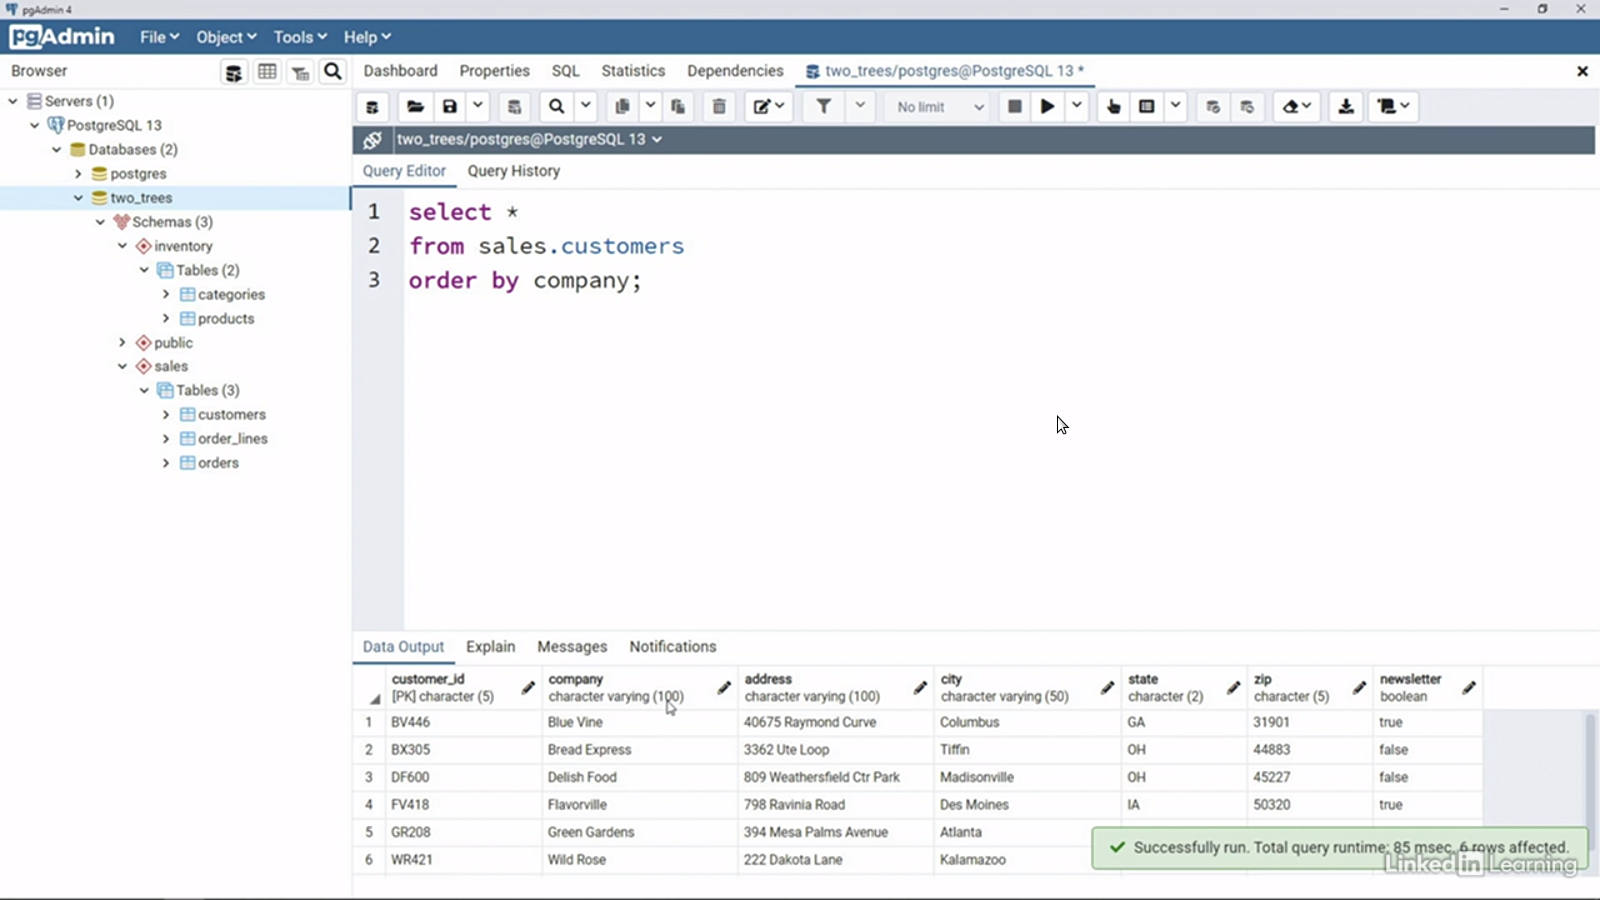 pgAdmin 4
pgAdmin File Object Tools Help
Browser
Dashboard Properties SQL Statistics Dependencies two_trees/postgres@PostgreSQL 13 *
Servers (1)
PostgreSQL 13
Databases (2)
postgres
two_trees
Schemas (3)
inventory
Tables (2)
categories
products
public
sales
Tables (3)
customers
order_lines
orders
No limit
two_trees/postgres@PostgreSQL 13
Query Editor Query History
1 select *
2 from sales.customers
3 order by company;
Data Output Explain Messages Notifications
customer_id company address city state zip newsletter
[PK] character (5) character varying (100) character varying (100) character varying (50) character (2) character (5) boolean
1 BV446 Blue Vine 40675 Raymond Curve Columbus GA 31901 true
2 BX305 Bread Express 3362 Ute Loop Tiffin OH 44883 false
3 DF600 Delish Food 809 Weathersfield Ctr Park Madisonville OH 45227 false
4 FV418 Flavorville 798 Ravinia Road Des Moines IA 50320 true
5 GR208 Green Gardens 394 Mesa Palms Avenue Atlanta
6 WR421 Wild Rose 222 Dakota Lane Kalamazoo
Successfully run. Total query runtime: 85 msec. 6 rows affected.
Linked in Learning